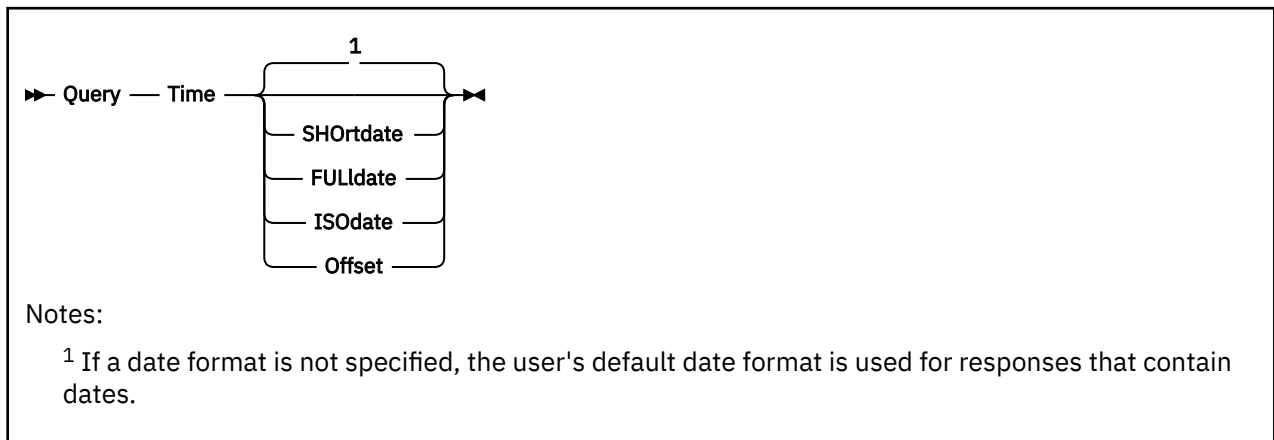 1
Query Time
SHOrtdate
FULldate
ISOdate
Offset
Notes:
1 If a date format is not specified, the user's default date format is used for responses that contain
dates.